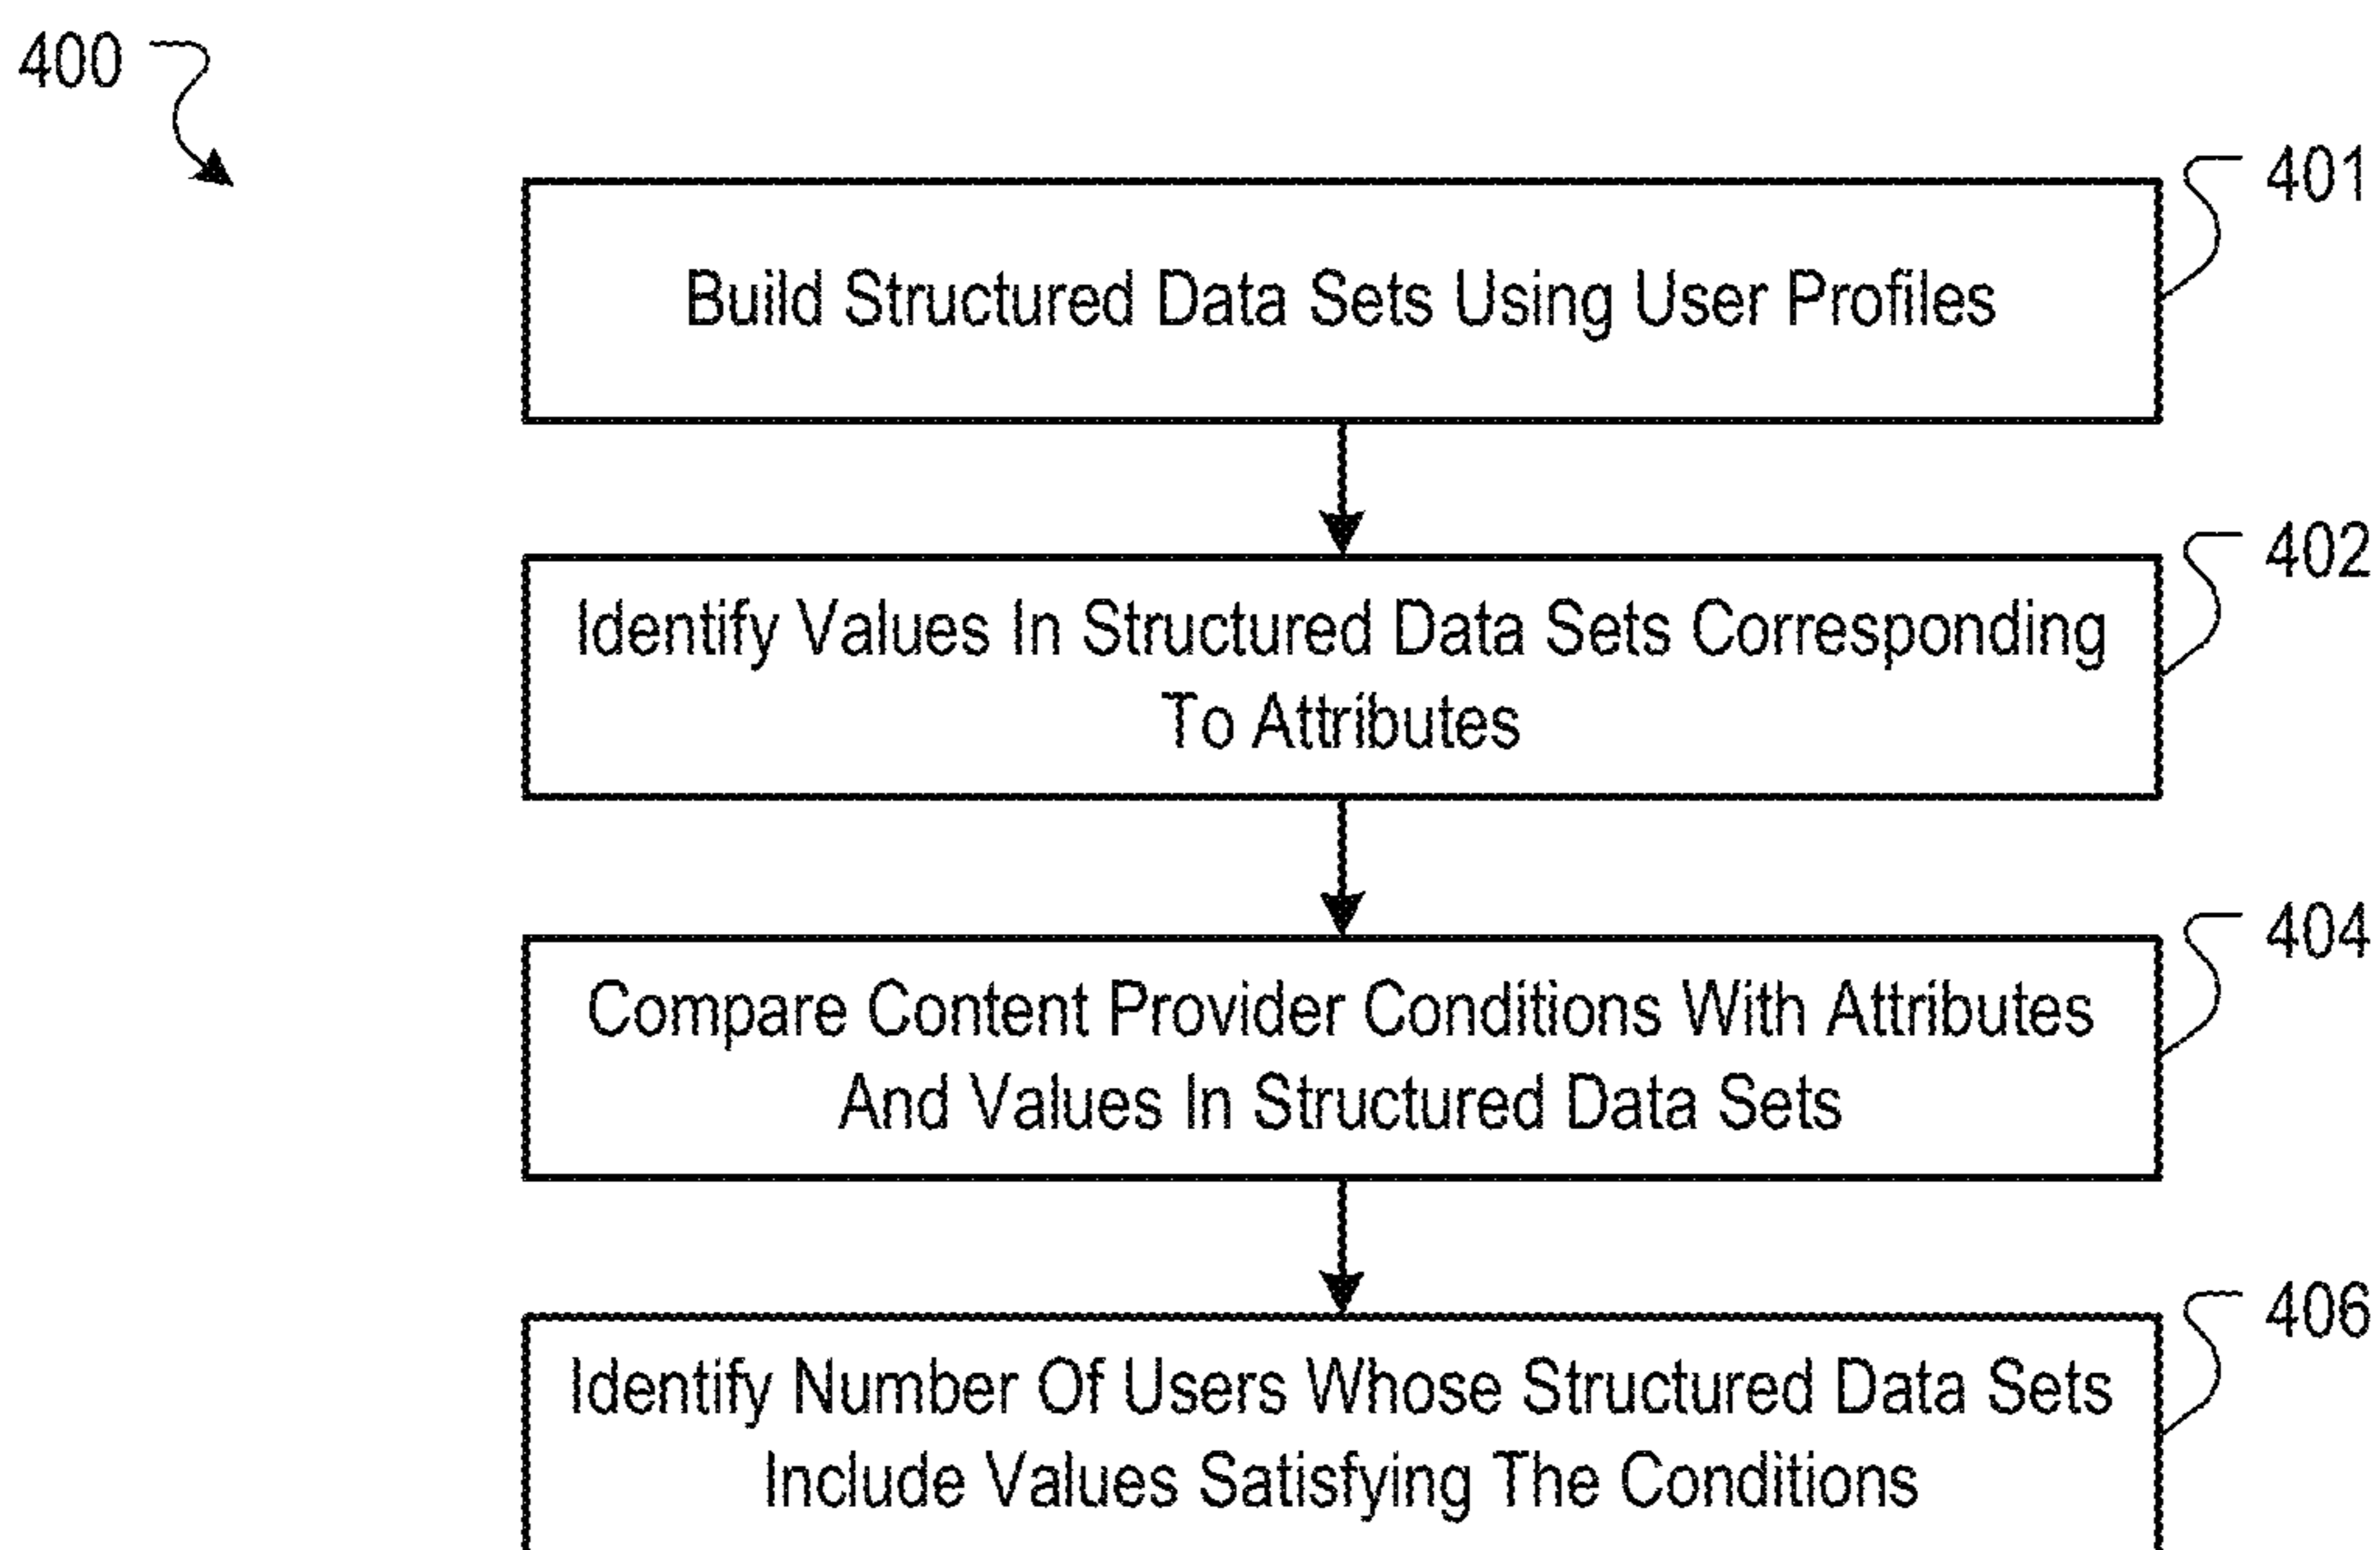 400
401
Build Structured Data Sets Using User Profiles
402
Identify Values In Structured Data Sets Corresponding
To Attributes
404
Compare Content Provider Conditions With Attributes
And Values In Structured Data Sets
406
Identify Number Of Users Whose Structured Data Sets
Include Values Satisfying The Conditions